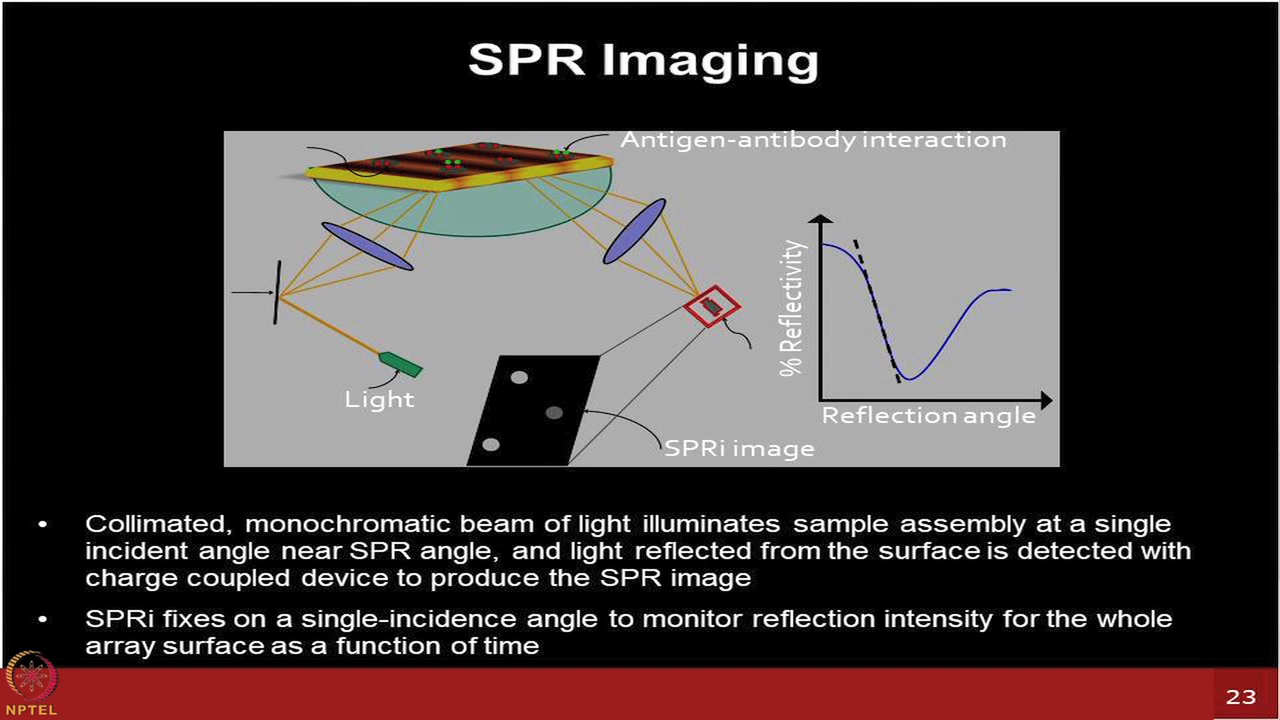 SPR Imaging
Antigen-antibody interaction
% Reflectivity
Light
Reflection angle
SPRi image
• Collimated, monochromatic beam of light illuminates sample assembly at a single
incident angle near SPR angle, and light reflected from the surface is detected with
charge coupled device to produce the SPR image
• SPRi fixes on a single-incidence angle to monitor reflection intensity for the whole
array surface as a function of time
NPTEL
23